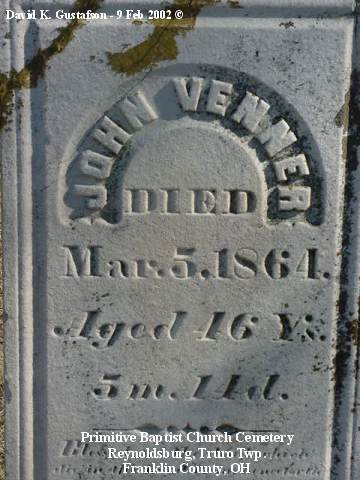 David K. Gustafson - 9 Feb 2002 ©
JOHN VENNER
DIED
Mar. 5, 1864.
Aged 46 Ys.
5 m. 14 d.
Primitive Baptist Church Cemetery
Reynoldsburg, Truro Twp.
Franklin County, OH